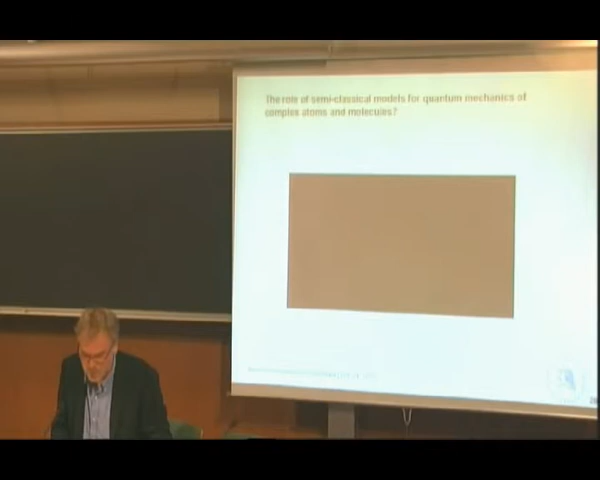 The role of semi-classical models for quantum mechanics of
complex atoms and molecules?